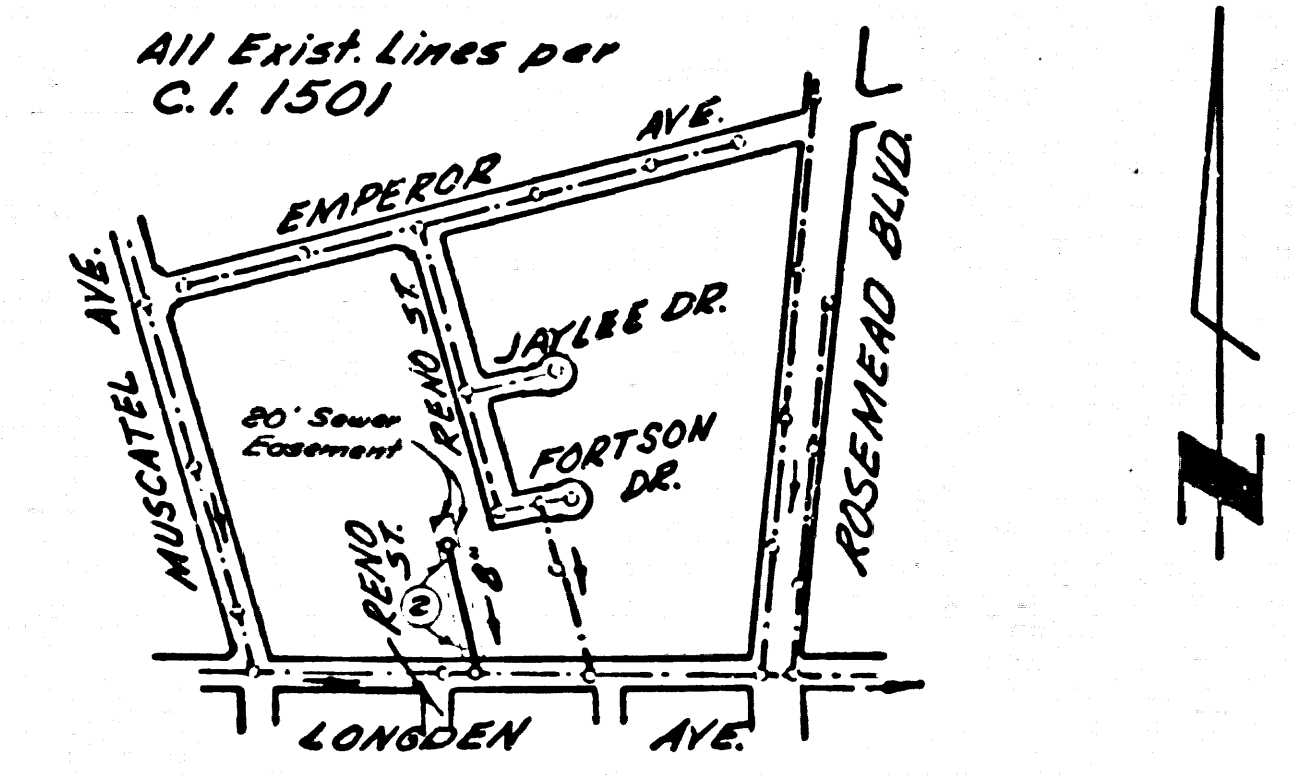 All Exist. Lines per
C. I. 1501
EMPEROR AVE.
ROSEMEAD BLVD.
MUSCATEL AVE.
RENO ST.
JAYLEE DR.
20' Sewer
Easement
FORTSON
DR.
RENO
ST.
2
8"
LONGDEN AVE.
N